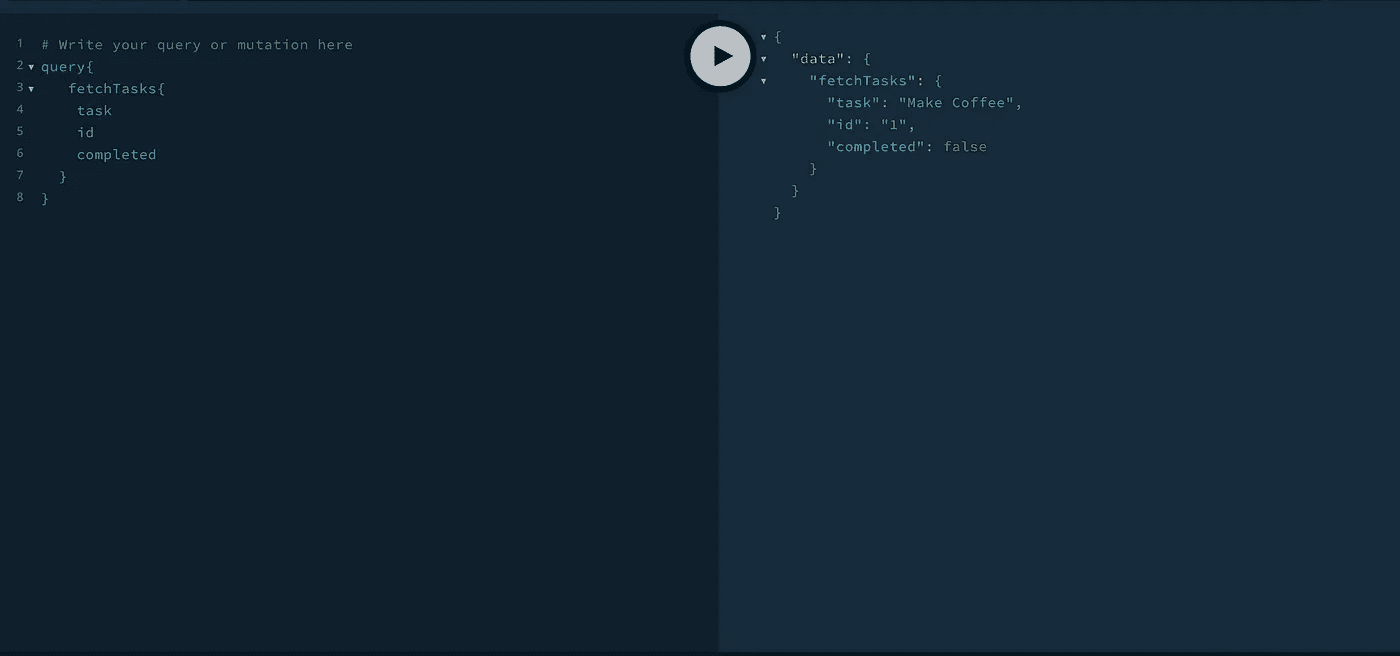 1 # Write your query or mutation here
2 query{
3 fetchTasks{
4 task
5 id
6 completed
7 }
8 }
{
"data": {
"fetchTasks": {
"task": "Make Coffee",
"id": "1",
"completed": false
}
}
}